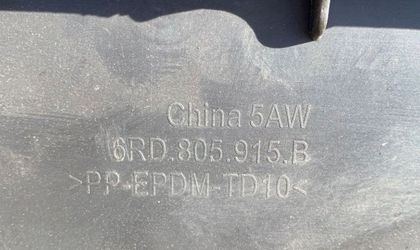 China 5AW
6RD.805.915.B
>PP-EPDM-TD10<